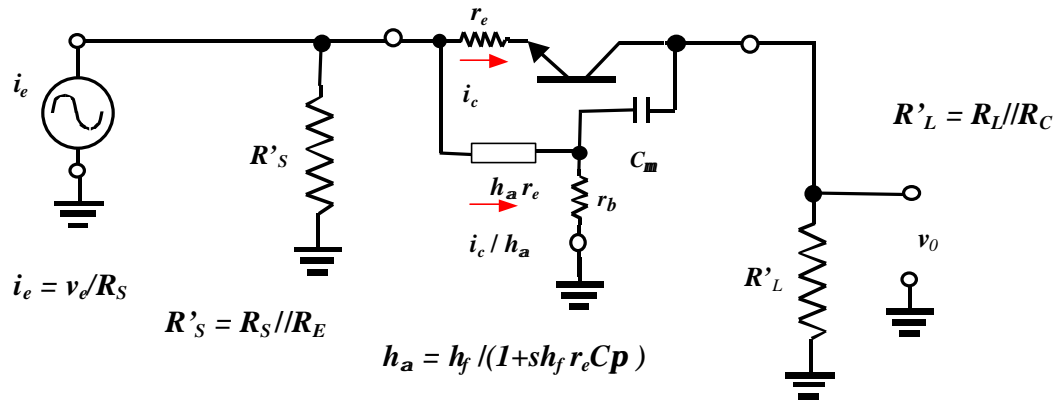 r_e
i_e
i_c
R'_S
C_m
R'_L = R_L//R_C
h_a r_e
r_b
i_c / h_a
v_0
R'_L
i_e = v_e/R_S
R'_S = R_S//R_E
h_a = h_f /(1+sh_f r_e Cp )